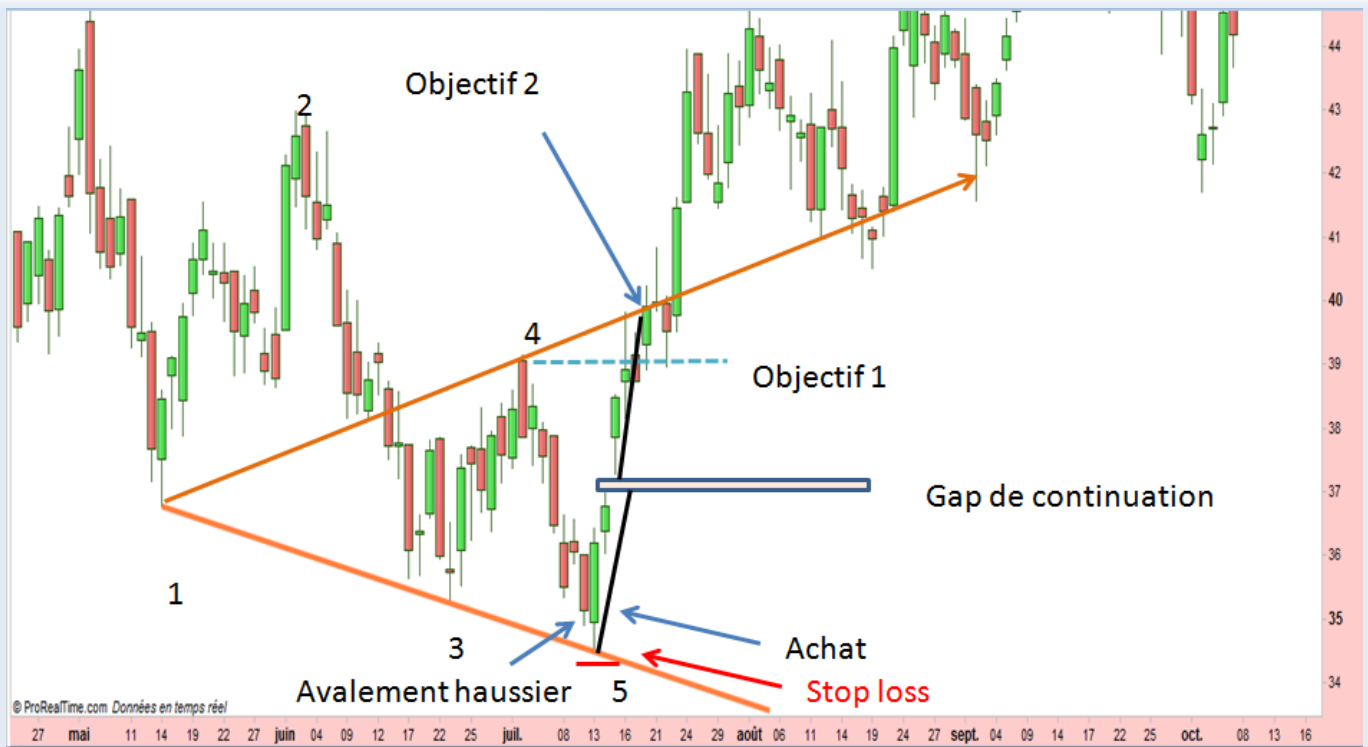 44
Objectif 2
2
43
42
41
40
4
39
Objectif 1
38
37
Gap de continuation
36
1
35
3
Achat
Avalement haussier
5
Stop loss
34
© ProRealTime.com Données en temps réel
27 mai 11 14 19 22 27 juin 04 09 12 17 22 25 juil. 08 13 16 21 24 29 août 06 11 14 19 24 27 sept. 04 09 14 17 22 25 oct. 08 13 16